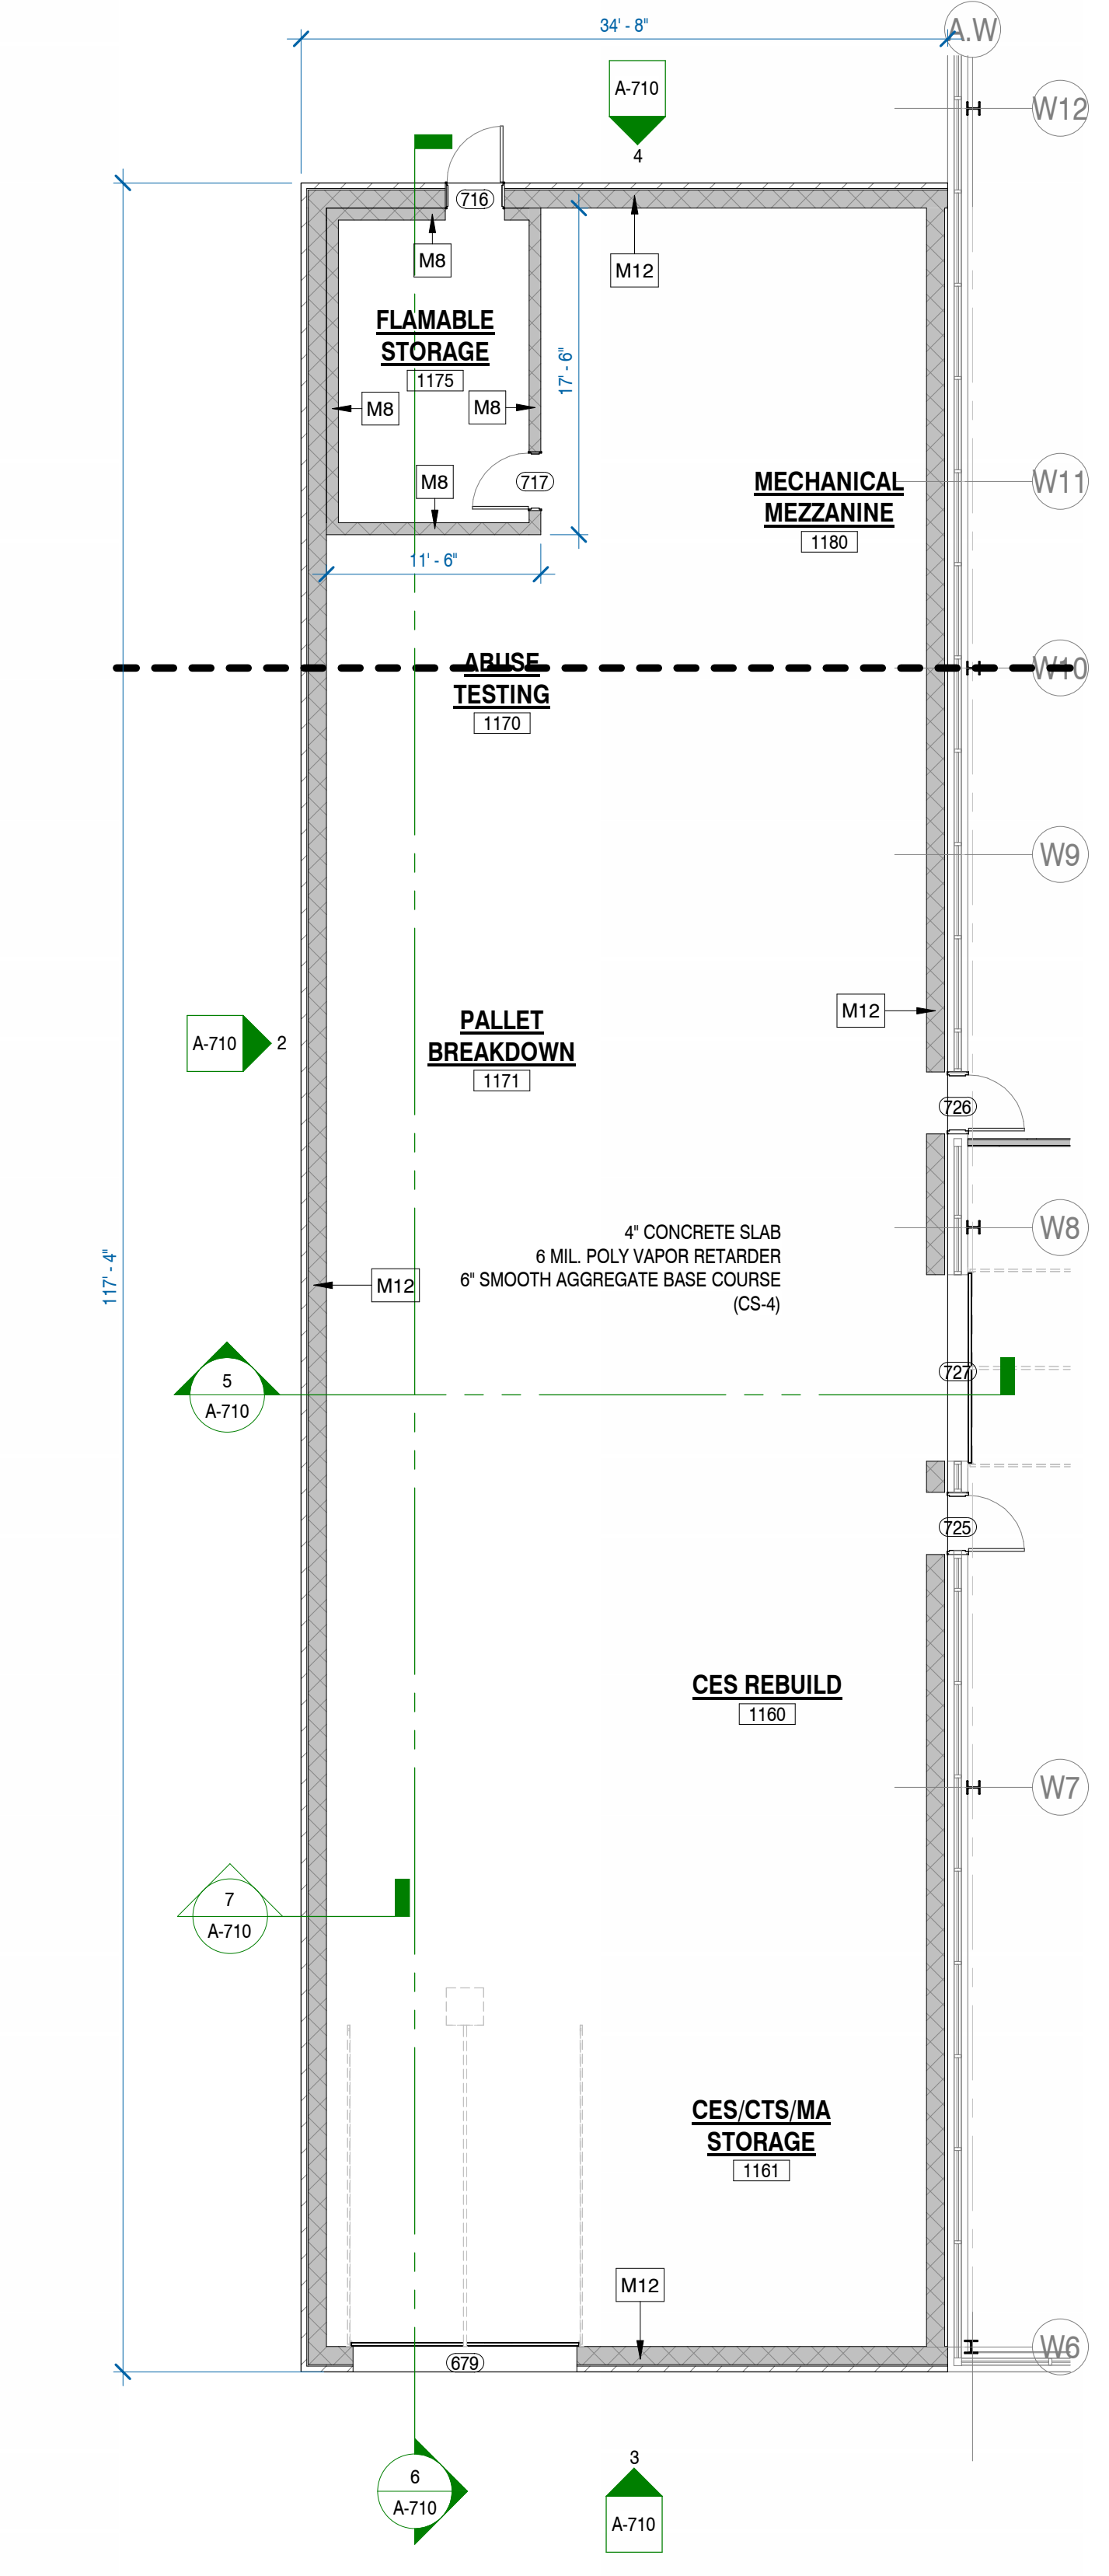 34' - 8"
A.W
A-710
4
W12
716
M8
M12
FLAMABLE
STORAGE
1175
17' - 6"
M8
M8
M8
717
MECHANICAL
MEZZANINE
1180
W11
11' - 6"
ABUSE
TESTING
1170
W10
W9
M12
PALLET
BREAKDOWN
1171
A-710
2
726
W8
4" CONCRETE SLAB
6 MIL. POLY VAPOR RETARDER
6" SMOOTH AGGREGATE BASE COURSE
(CS-4)
117' - 4"
M12
727
5
A-710
725
CES REBUILD
1160
W7
7
A-710
CES/CTS/MA
STORAGE
1161
M12
679
W6
6
A-710
3
A-710